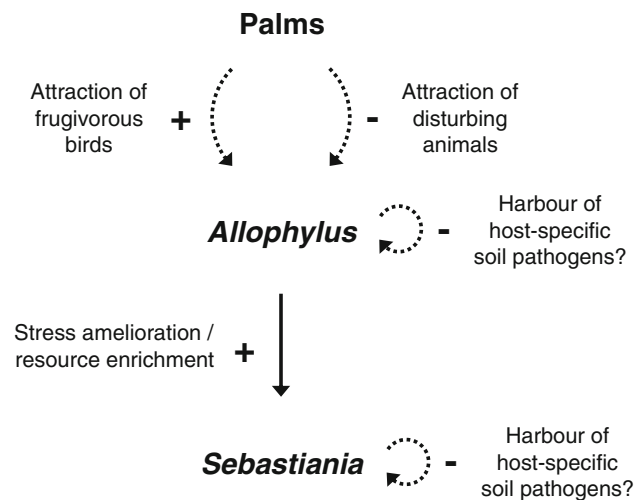 Palms
Attraction of
frugivorous
birds
+
-
Attraction of
disturbing
animals
Allophylus
-
Harbour of
host-specific
soil pathogens?
Stress amelioration /
resource enrichment
+
Sebastiania
-
Harbour of
host-specific
soil pathogens?